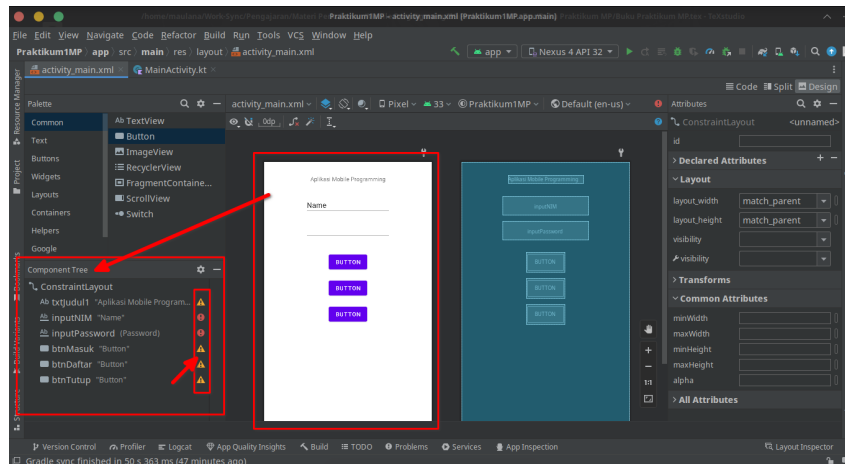 Praktikum1MP – activity_main.xml [Praktikum1MP.app.main]
File Edit View Navigate Code Refactor Build Run Tools VCS Window Help
Praktikum1MP app src main res layout activity_main.xml app Nexus 4 API 32
activity_main.xml MainActivity.kt
Code Split Design
Resource Manager
Project
Bookmarks
Build Variants
Structure
Palette
Common
Text
Buttons
Widgets
Layouts
Containers
Helpers
Google
Ab TextView
Button
ImageView
RecyclerView
FragmentContaine...
ScrollView
Switch
activity_main.xml Pixel 33 Praktikum1MP Default (en-us)
0dp
Aplikasi Mobile Programming
Name
BUTTON
BUTTON
BUTTON
Aplikasi Mobile Programming
inputNIM
inputPassword
BUTTON
BUTTON
BUTTON
1:1
Component Tree
ConstraintLayout
Ab txtJudul1 "Aplikasi Mobile Program...
Ab inputNIM "Name"
Ab inputPassword (Password)
btnMasuk "Button"
btnDaftar "Button"
btnTutup "Button"
Attributes
ConstraintLayout <unnamed>
id
Declared Attributes
Layout
layout_width match_parent
layout_height match_parent
visibility
visibility
Transforms
Common Attributes
minWidth
maxWidth
minHeight
maxHeight
alpha
All Attributes
Version Control Profiler Logcat App Quality Insights Build TODO Problems Services App Inspection Layout Inspector
Gradle sync finished in 50 s 363 ms (47 minutes ago)